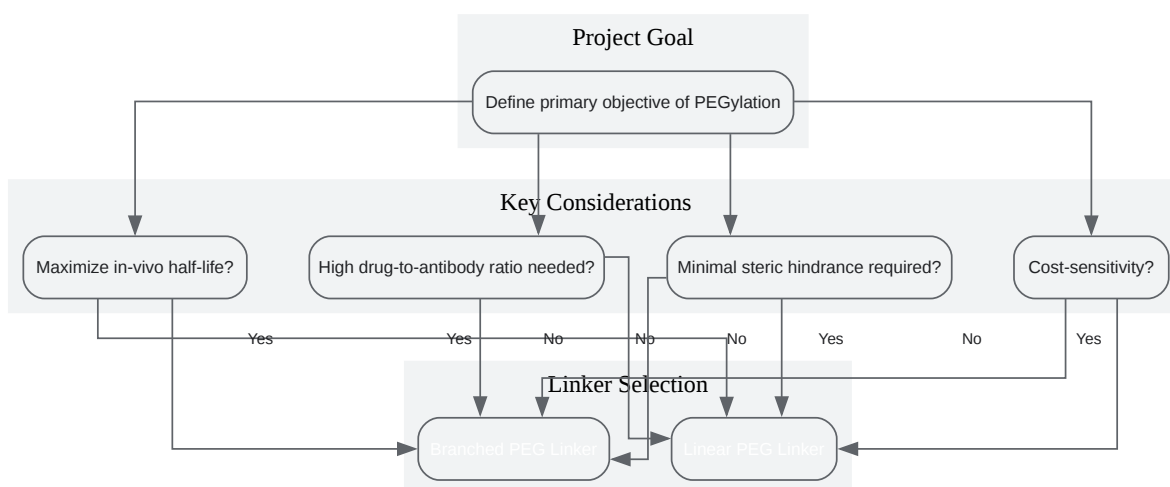 Project Goal
Define primary objective of PEGylation
Key Considerations
Maximize in-vivo half-life?
High drug-to-antibody ratio needed?
Minimal steric hindrance required?
Cost-sensitivity?
Yes
Yes
No
No
No
Yes
No
Yes
Linker Selection
Branched PEG Linker
Linear PEG Linker